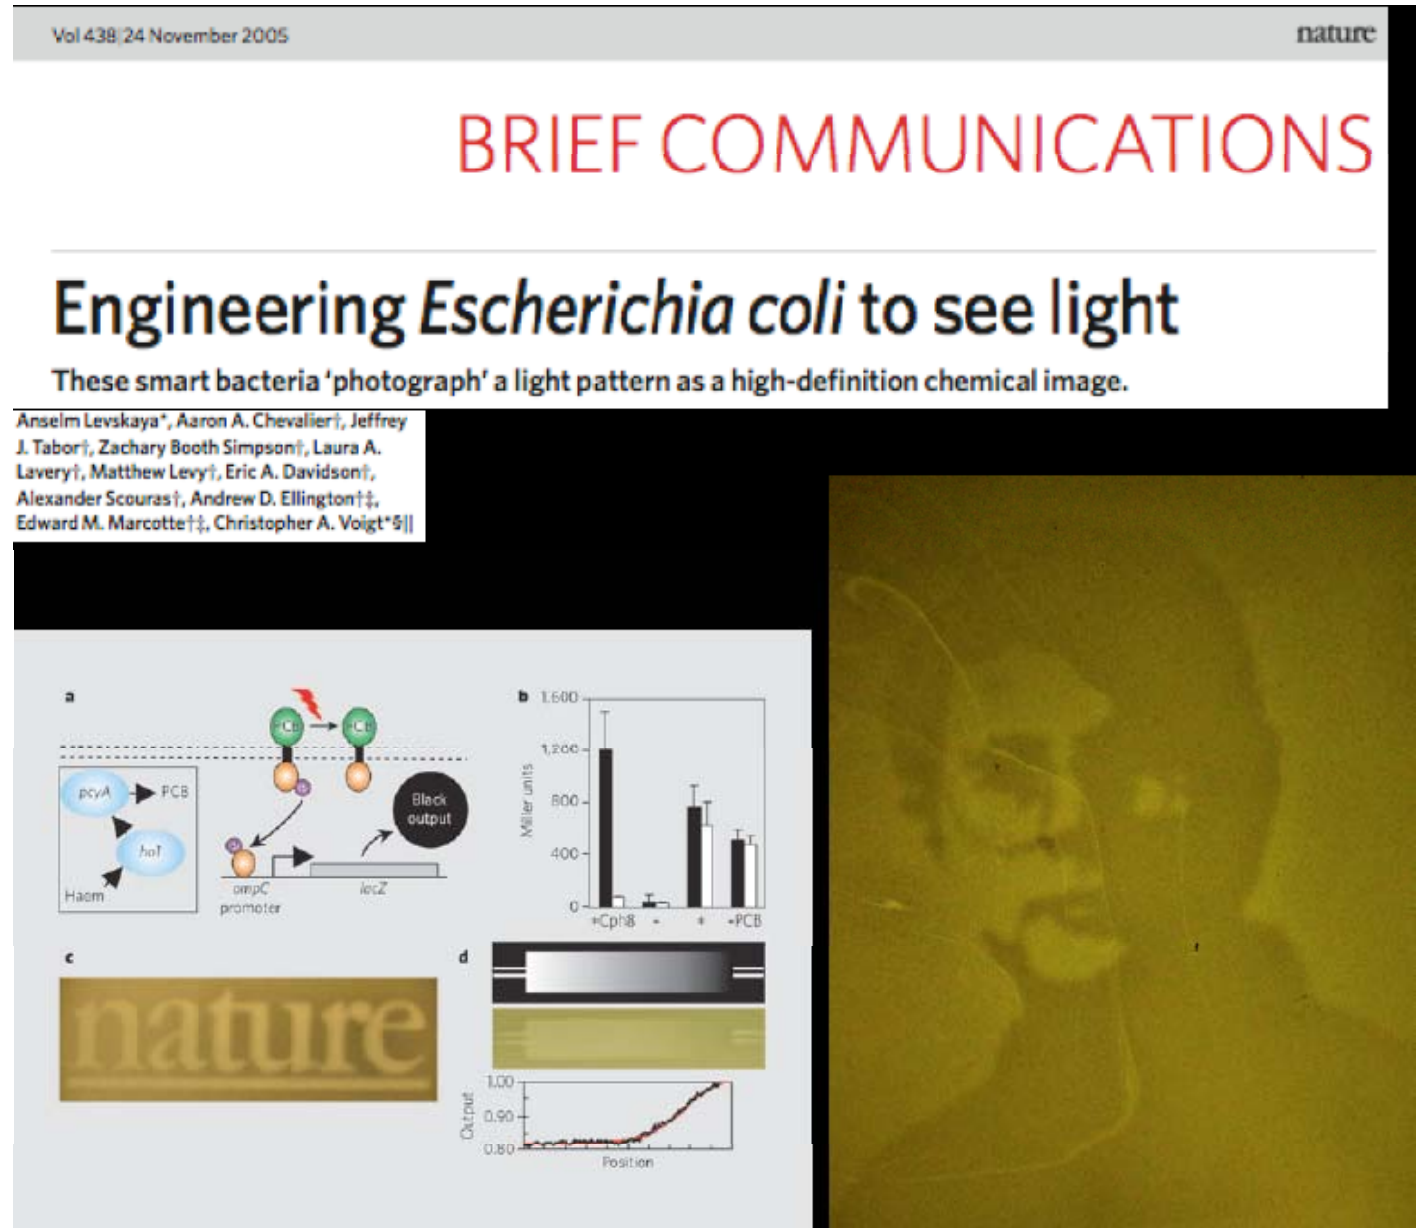 Vol 438|24 November 2005
nature
BRIEF COMMUNICATIONS
Engineering Escherichia coli to see light
These smart bacteria 'photograph' a light pattern as a high-definition chemical image.
Anselm Levskaya*, Aaron A. Chevalier†, Jeffrey
J. Tabor†, Zachary Booth Simpson†, Laura A.
Lavery†, Matthew Levy†, Eric A. Davidson†,
Alexander Scouras†, Andrew D. Ellington†‡,
Edward M. Marcotte†‡, Christopher A. Voigt*§||
a
PCB
PCB
pcyA
PCB
ho1
Haem
Black
output
ompC
promoter
lacZ
b
1,600
1,200
800
400
0
Miller units
+Cph8
-
+
-PCB
c
nature
d
1.00
0.90
0.80
Output
Position